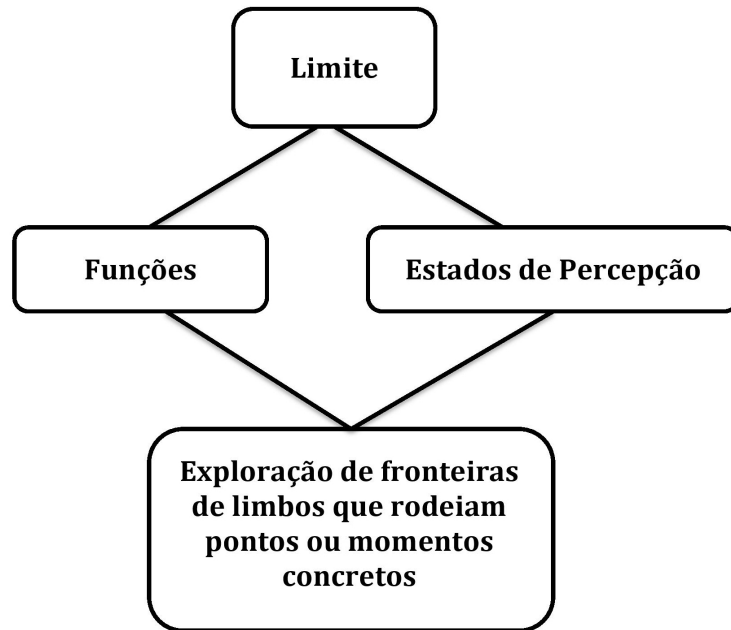 Limite
Funções
Estados de Percepção
Exploração de fronteiras
de limbos que rodeiam
pontos ou momentos
concretos